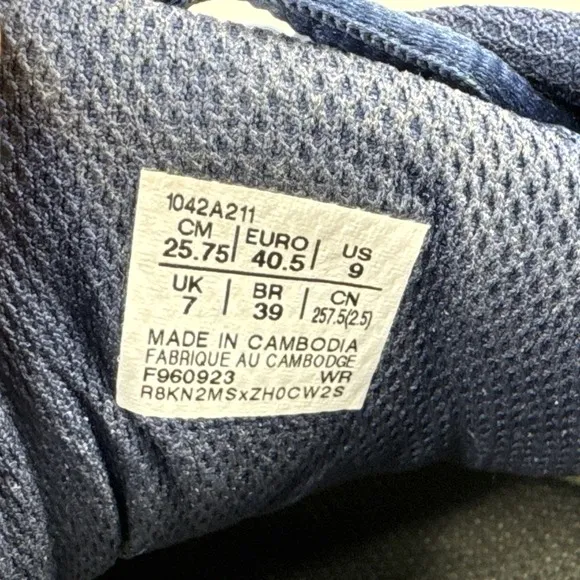 1042A211
CM | EURO | US
25.75 | 40.5 | 9
UK | BR | CN
7 | 39 | 257.5(2.5)
MADE IN CAMBODIA
FABRIQUE AU CAMBODGE
F960923 WR
R8KN2MSxZH0CW2S